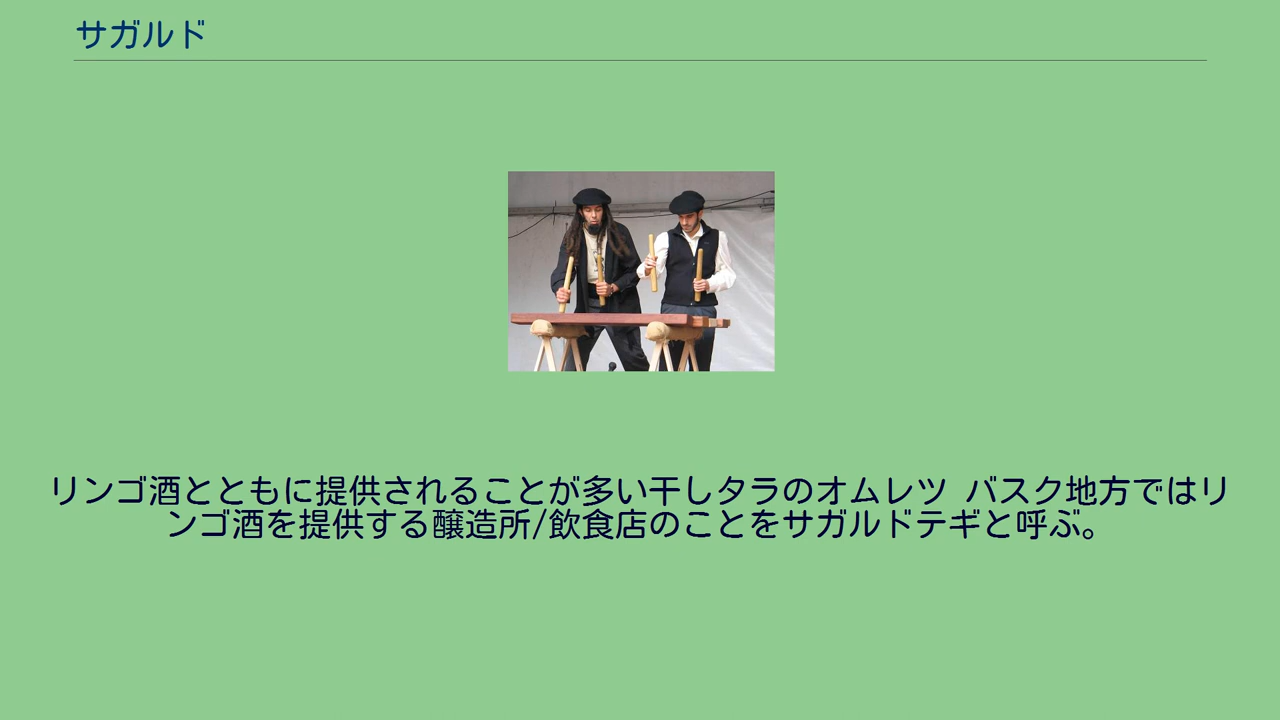 サガルド
リンゴ酒とともに提供されることが多い干しタラのオムレツ バスク地方ではリ
ンゴ酒を提供する醸造所/飲食店のことをサガルドテギと呼ぶ。